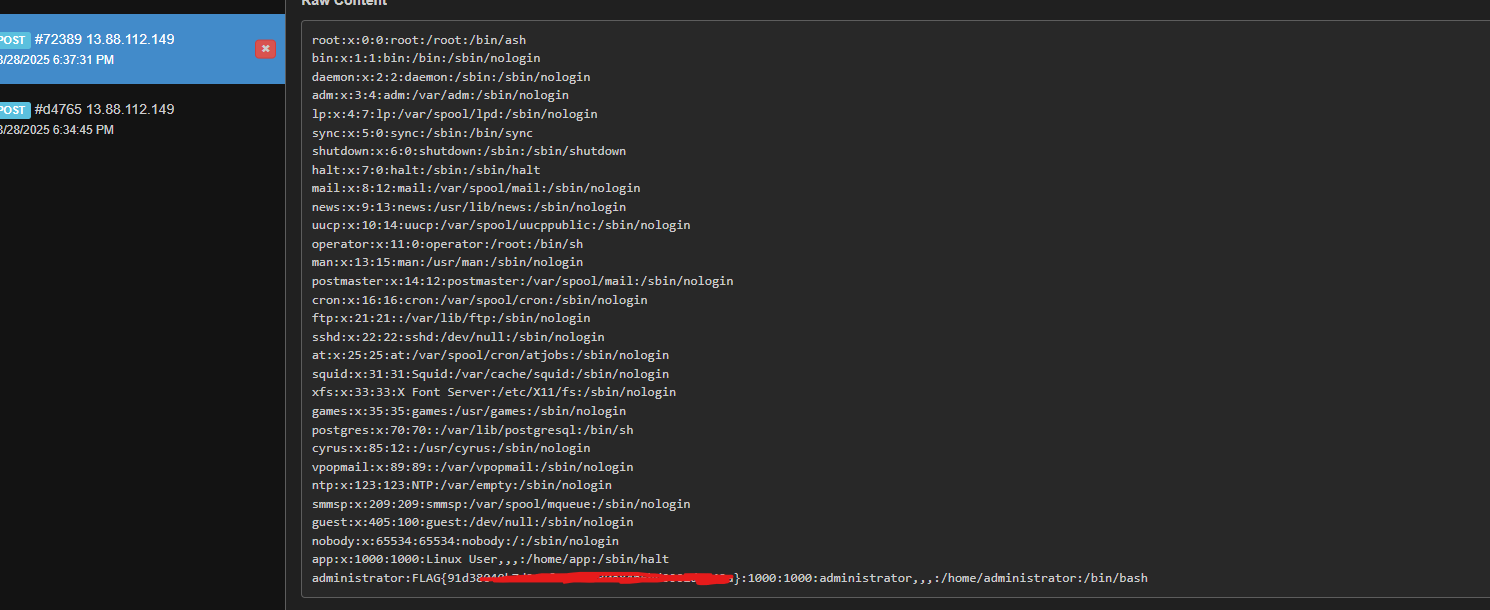 Raw Content
POST #72389 13.88.112.149
8/28/2025 6:37:31 PM
POST #d4765 13.88.112.149
8/28/2025 6:34:45 PM
root:x:0:0:root:/root:/bin/ash
bin:x:1:1:bin:/bin:/sbin/nologin
daemon:x:2:2:daemon:/sbin:/sbin/nologin
adm:x:3:4:adm:/var/adm:/sbin/nologin
lp:x:4:7:lp:/var/spool/lpd:/sbin/nologin
sync:x:5:0:sync:/sbin:/bin/sync
shutdown:x:6:0:shutdown:/sbin:/sbin/shutdown
halt:x:7:0:halt:/sbin:/sbin/halt
mail:x:8:12:mail:/var/spool/mail:/sbin/nologin
news:x:9:13:news:/usr/lib/news:/sbin/nologin
uucp:x:10:14:uucp:/var/spool/uucppublic:/sbin/nologin
operator:x:11:0:operator:/root:/bin/sh
man:x:13:15:man:/usr/man:/sbin/nologin
postmaster:x:14:12:postmaster:/var/spool/mail:/sbin/nologin
cron:x:16:16:cron:/var/spool/cron:/sbin/nologin
ftp:x:21:21::/var/lib/ftp:/sbin/nologin
sshd:x:22:22:sshd:/dev/null:/sbin/nologin
at:x:25:25:at:/var/spool/cron/atjobs:/sbin/nologin
squid:x:31:31:Squid:/var/cache/squid:/sbin/nologin
xfs:x:33:33:X Font Server:/etc/X11/fs:/sbin/nologin
games:x:35:35:games:/usr/games:/sbin/nologin
postgres:x:70:70::/var/lib/postgresql:/bin/sh
cyrus:x:85:12::/usr/cyrus:/sbin/nologin
vpopmail:x:89:89::/var/vpopmail:/sbin/nologin
ntp:x:123:123:NTP:/var/empty:/sbin/nologin
smmsp:x:209:209:smmsp:/var/spool/mqueue:/sbin/nologin
guest:x:405:100:guest:/dev/null:/sbin/nologin
nobody:x:65534:65534:nobody:/:/sbin/nologin
app:x:1000:1000:Linux User,,,:/home/app:/sbin/halt
administrator:FLAG{91d38 }:1000:1000:administrator,,,:/home/administrator:/bin/bash